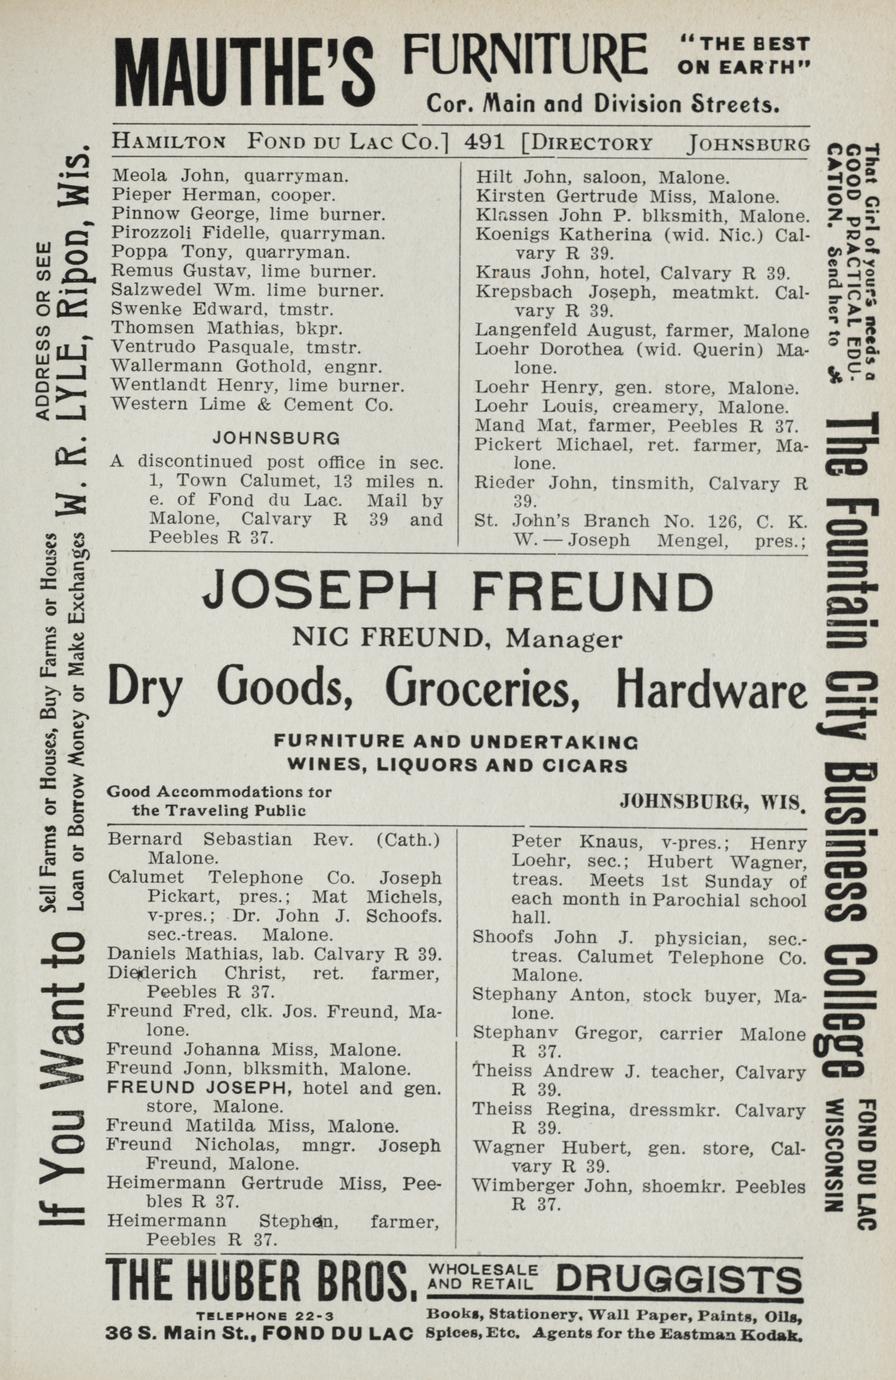 MAUTHE'S FURNITURE "THE BEST ON EARTH"
Cor. Main and Division Streets.
HAMILTON FOND DU LAC CO.] 491 [DIRECTORY JOHNSBURG
Meola John, quarryman.
Pieper Herman, cooper.
Pinnow George, lime burner.
Pirozzoli Fidelle, quarryman.
Poppa Tony, quarryman.
Remus Gustav, lime burner.
Salzwedel Wm. lime burner.
Swenke Edward, tmstr.
Thomsen Mathias, bkpr.
Ventrudo Pasquale, tmstr.
Wallermann Gothold, engnr.
Wentlandt Henry, lime burner.
Western Lime & Cement Co.
JOHNSBURG
A discontinued post office in sec.
1, Town Calumet, 13 miles n.
e. of Fond du Lac. Mail by
Malone, Calvary R 39 and
Peebles R 37.
Hilt John, saloon, Malone.
Kirsten Gertrude Miss, Malone.
Klassen John P. blksmith, Malone.
Koenigs Katherina (wid. Nic.) Cal-
vary R 39.
Kraus John, hotel, Calvary R 39.
Krepsbach Joseph, meatmkt. Cal-
vary R 39.
Langenfeld August, farmer, Malone
Loehr Dorothea (wid. Querin) Ma-
lone.
Loehr Henry, gen. store, Malone.
Loehr Louis, creamery, Malone.
Mand Mat, farmer, Peebles R 37.
Pickert Michael, ret. farmer, Ma-
lone.
Rieder John, tinsmith, Calvary R
39.
St. John's Branch No. 126, C. K.
W. — Joseph Mengel, pres.;
JOSEPH FREUND
NIC FREUND, Manager
Dry Goods, Groceries, Hardware
FURNITURE AND UNDERTAKING
WINES, LIQUORS AND CIGARS
Good Accommodations for
the Traveling Public
JOHNSBURG, WIS.
Bernard Sebastian Rev. (Cath.)
Malone.
Calumet Telephone Co. Joseph
Pickart, pres.; Mat Michels,
v-pres.; Dr. John J. Schoofs.
sec.-treas. Malone.
Daniels Mathias, lab. Calvary R 39.
Diederich Christ, ret. farmer,
Peebles R 37.
Freund Fred, clk. Jos. Freund, Ma-
lone.
Freund Johanna Miss, Malone.
Freund Jonn, blksmith, Malone.
FREUND JOSEPH, hotel and gen.
store, Malone.
Freund Matilda Miss, Malone.
Freund Nicholas, mngr. Joseph
Freund, Malone.
Heimermann Gertrude Miss, Pee-
bles R 37.
Heimermann Stephen, farmer,
Peebles R 37.
Peter Knaus, v-pres.; Henry
Loehr, sec.; Hubert Wagner,
treas. Meets 1st Sunday of
each month in Parochial school
hall.
Shoofs John J. physician, sec.-
treas. Calumet Telephone Co.
Malone.
Stephany Anton, stock buyer, Ma-
lone.
Stephany Gregor, carrier Malone
R 37.
Theiss Andrew J. teacher, Calvary
R 39.
Theiss Regina, dressmkr. Calvary
R 39.
Wagner Hubert, gen. store, Cal-
vary R 39.
Wimberger John, shoemkr. Peebles
R 37.
THE HUBER BROS. WHOLESALE AND RETAIL DRUGGISTS
TELEPHONE 22-3
36 S. Main St., FOND DU LAC
Books, Stationery, Wall Paper, Paints, Oils,
Spices, Etc. Agents for the Eastman Kodak.
If You Want to
Sell Farms or Houses, Buy Farms or Houses
Loan or Borrow Money or Make Exchanges
ADDRESS OR SEE
W. R. LYLE, Ripon, Wis.
That Girl of yours needs a
GOOD PRACTICAL EDU-
CATION. Send her to
The Fountain City Business College
FOND DU LAC
WISCONSIN